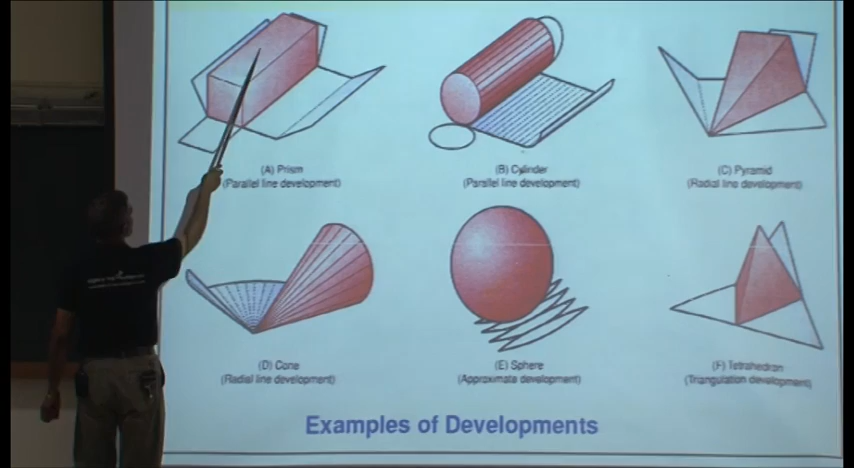 (A) Prism
(Parallel line development)
(B) Cylinder
(Parallel line development)
(C) Pyramid
(Radial line development)
(D) Cone
(Radial line development)
(E) Sphere
(Approximate development)
(F) Tetrahedron
(Triangulation development)
Examples of Developments